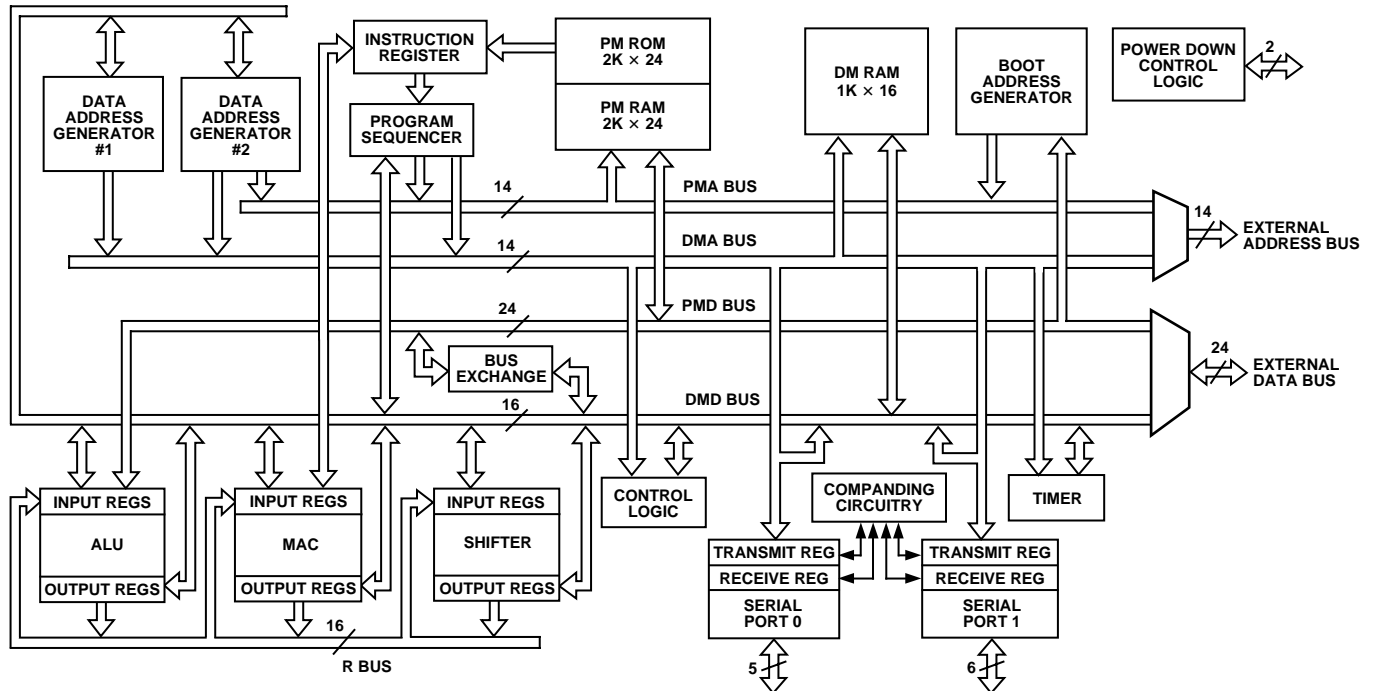 INSTRUCTION
REGISTER
PM ROM
2K × 24
PM RAM
2K × 24
DM RAM
1K × 16
BOOT
ADDRESS
GENERATOR
POWER DOWN
CONTROL
LOGIC
2
DATA
ADDRESS
GENERATOR
#1
DATA
ADDRESS
GENERATOR
#2
PROGRAM
SEQUENCER
14
PMA BUS
14
DMA BUS
14
EXTERNAL
ADDRESS BUS
24
PMD BUS
BUS
EXCHANGE
24
EXTERNAL
DATA BUS
16
DMD BUS
INPUT REGS
ALU
OUTPUT REGS
INPUT REGS
MAC
OUTPUT REGS
INPUT REGS
SHIFTER
OUTPUT REGS
16
R BUS
CONTROL
LOGIC
COMPANDING
CIRCUITRY
TIMER
TRANSMIT REG
RECEIVE REG
SERIAL
PORT 0
5
TRANSMIT REG
RECEIVE REG
SERIAL
PORT 1
6